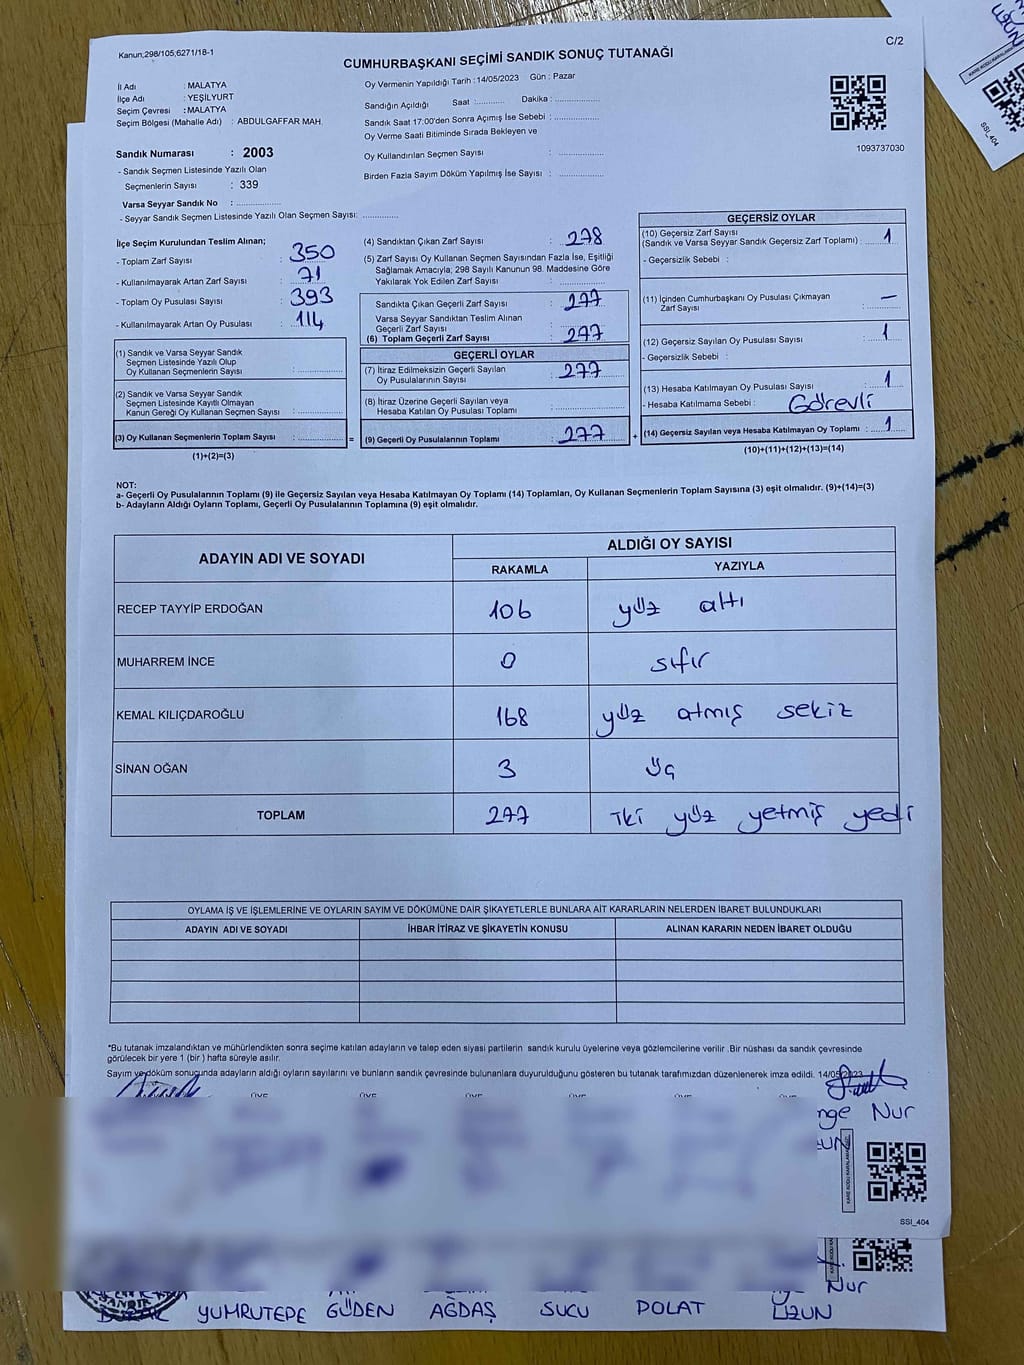 Kanun;298/105,6271/18-1
C/2
CUMHURBAŞKANI SEÇİMİ SANDIK SONUÇ TUTANAĞI
İl Adı : MALATYA
İlçe Adı : YEŞİLYURT
Seçim Çevresi : MALATYA
Seçim Bölgesi (Mahalle Adı) : ABDULGAFFAR MAH.
Oy Vermenin Yapıldığı Tarih : 14/05/2023 Gün : Pazar
Sandığın Açıldığı Saat :........... Dakika : ..................
Sandık Saat 17:00'den Sonra Açımış İse Sebebi : ..................
Oy Verme Saati Bitiminde Sırada Bekleyen ve
Oy Kullandırılan Seçmen Sayısı : ..................
Birden Fazla Sayım Döküm Yapılmış İse Sayısı : ..................
1093737030
Sandık Numarası : 2003
- Sandık Seçmen Listesinde Yazılı Olan
Seçmenlerin Sayısı : 339
Varsa Seyyar Sandık No : ..................
- Seyyar Sandık Seçmen Listesinde Yazılı Olan Seçmen Sayısı: ..............
İlçe Seçim Kurulundan Teslim Alınan;
- Toplam Zarf Sayısı : 350
- Kullanılmayarak Artan Zarf Sayısı : 71
- Toplam Oy Pusulası Sayısı : 393
- Kullanılmayarak Artan Oy Pusulası : 114
(1) Sandık ve Varsa Seyyar Sandık
Seçmen Listesinde Yazılı Olup
Oy Kullanan Seçmenlerin Sayısı : ..................
(2) Sandık ve Varsa Seyyar Sandık
Seçmen Listesinde Kayıtlı Olmayan
Kanun Gereği Oy Kullanan Seçmen Sayısı : ..................
(3) Oy Kullanan Seçmenlerin Toplam Sayısı : ..................
(1)+(2)=(3)
=
(4) Sandıktan Çıkan Zarf Sayısı : 278
(5) Zarf Sayısı Oy Kullanan Seçmen Sayısından Fazla İse, Eşitliği
Sağlamak Amacıyla; 298 Sayılı Kanunun 98. Maddesine Göre
Yakılarak Yok Edilen Zarf Sayısı : ..................
Sandıkta Çıkan Geçerli Zarf Sayısı : 277
Varsa Seyyar Sandıktan Teslim Alınan
Geçerli Zarf Sayısı : ..................
(6) Toplam Geçerli Zarf Sayısı : 277
GEÇERLİ OYLAR
(7) İtiraz Edilmeksizin Geçerli Sayılan
Oy Pusulalarının Sayısı : 277
(8) İtiraz Üzerine Geçerli Sayılan veya
Hesaba Katılan Oy Pusulası Toplamı : ..................
(9) Geçerli Oy Pusulalarının Toplamı : 277
+
GEÇERSİZ OYLAR
(10) Geçersiz Zarf Sayısı
(Sandık ve Varsa Seyyar Sandık Geçersiz Zarf Toplamı) : 1
- Geçersizlik Sebebi :
(11) İçinden Cumhurbaşkanı Oy Pusulası Çıkmayan
Zarf Sayısı : —
(12) Geçersiz Sayılan Oy Pusulası Sayısı : 1
- Geçersizlik Sebebi :
(13) Hesaba Katılmayan Oy Pusulası Sayısı : 1
- Hesaba Katılmama Sebebi : Görevli
(14) Geçersiz Sayılan veya Hesaba Katılmayan Oy Toplamı : 1
(10)+(11)+(12)+(13)=(14)
NOT:
a- Geçerli Oy Pusulalarının Toplamı (9) ile Geçersiz Sayılan veya Hesaba Katılmayan Oy Toplamı (14) Toplamları, Oy Kullanan Seçmenlerin Toplam Sayısına (3) eşit olmalıdır. (9)+(14)=(3)
b- Adayların Aldığı Oyların Toplamı, Geçerli Oy Pusulalarının Toplamına (9) eşit olmalıdır.
ADAYIN ADI VE SOYADI ALDIĞI OY SAYISI
RAKAMLA YAZIYLA
RECEP TAYYİP ERDOĞAN 106 yüz altı
MUHARREM İNCE 0 sıfır
KEMAL KILIÇDAROĞLU 168 yüz atmış sekiz
SİNAN OĞAN 3 üç
TOPLAM 277 iki yüz yetmiş yedi
OYLAMA İŞ VE İŞLEMLERİNE VE OYLARIN SAYIM VE DÖKÜMÜNE DAİR ŞİKAYETLERLE BUNLARA AİT KARARLARIN NELERDEN İBARET BULUNDUKLARI
ADAYIN ADI VE SOYADI İHBAR İTİRAZ VE ŞİKAYETİN KONUSU ALINAN KARARIN NEDEN İBARET OLDUĞU
*Bu tutanak imzalandıktan ve mühürlendikten sonra seçime katılan adayların ve talep eden siyasi partilerin sandık kurulu üyelerine veya gözlemcilerine verilir .Bir nüshası da sandık çevresinde
görülecek bir yere 1 (bir ) hafta süreyle asılır.
Sayım ve döküm sonucunda adayların aldığı oyların sayılarını ve bunların sandık çevresinde bulunanlara duyurulduğunu gösteren bu tutanak tarafımızdan düzenlenerek imza edildi. 14/05/2023
ÜYE ÜYE ÜYE ÜYE ÜYE ÜYE
Nur
SSI_404
Nur
YUMRUTEPE GÜDEN AĞDAŞ SUCU POLAT UZUN
SSI_404